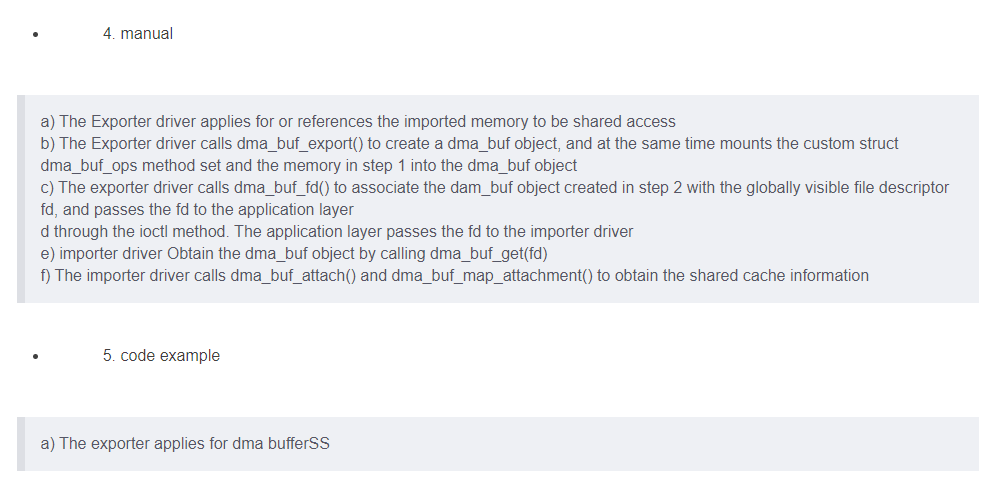 4. manual
a) The Exporter driver applies for or references the imported memory to be shared access
b) The Exporter driver calls dma_buf_export() to create a dma_buf object, and at the same time mounts the custom struct
dma_buf_ops method set and the memory in step 1 into the dma_buf object
c) The exporter driver calls dma_buf_fd() to associate the dam_buf object created in step 2 with the globally visible file descriptor
fd, and passes the fd to the application layer
d through the ioctl method. The application layer passes the fd to the importer driver
e) importer driver Obtain the dma_buf object by calling dma_buf_get(fd)
f) The importer driver calls dma_buf_attach() and dma_buf_map_attachment() to obtain the shared cache information
5. code example
a) The exporter applies for dma bufferSS